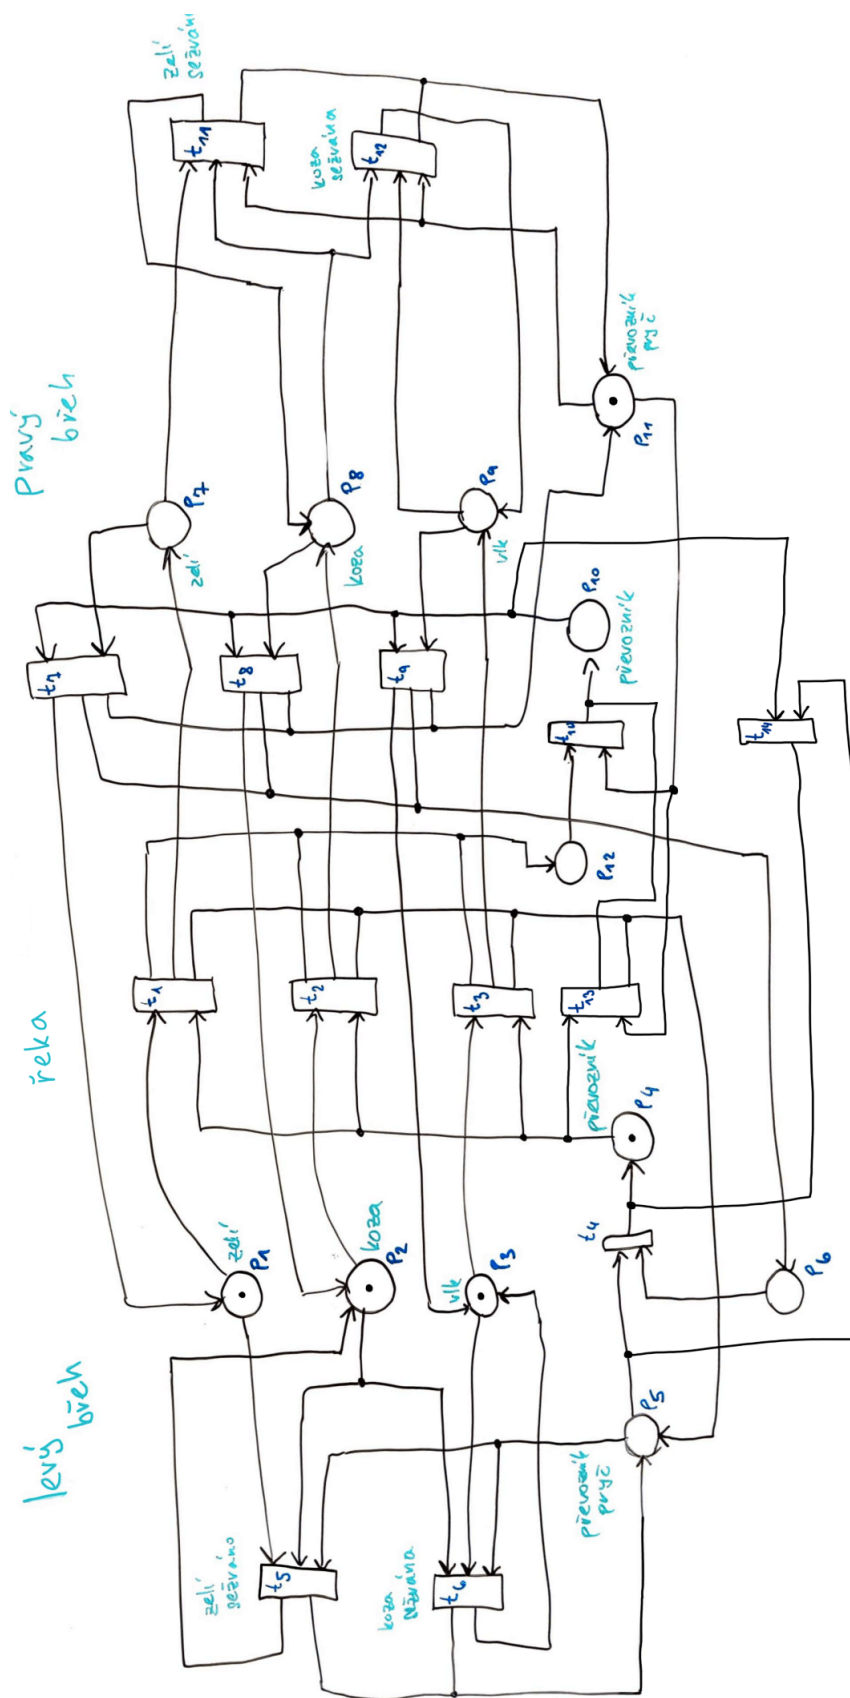 levý
břeh
řeka
Pravý
břeh
zelí
sežráno
t5
koza
sežrána
t6
převozník
pryč
P5
zelí
P1
koza
P2
vlk
P3
t4
P6
převozník
P4
t1
t2
t3
t13
P12
t7
t8
t9
t10
t14
převozník
P10
zelí
P7
koza
P8
vlk
P9
převozník
pryč
P11
zelí
sežráno
t11
koza
sežrána
t12